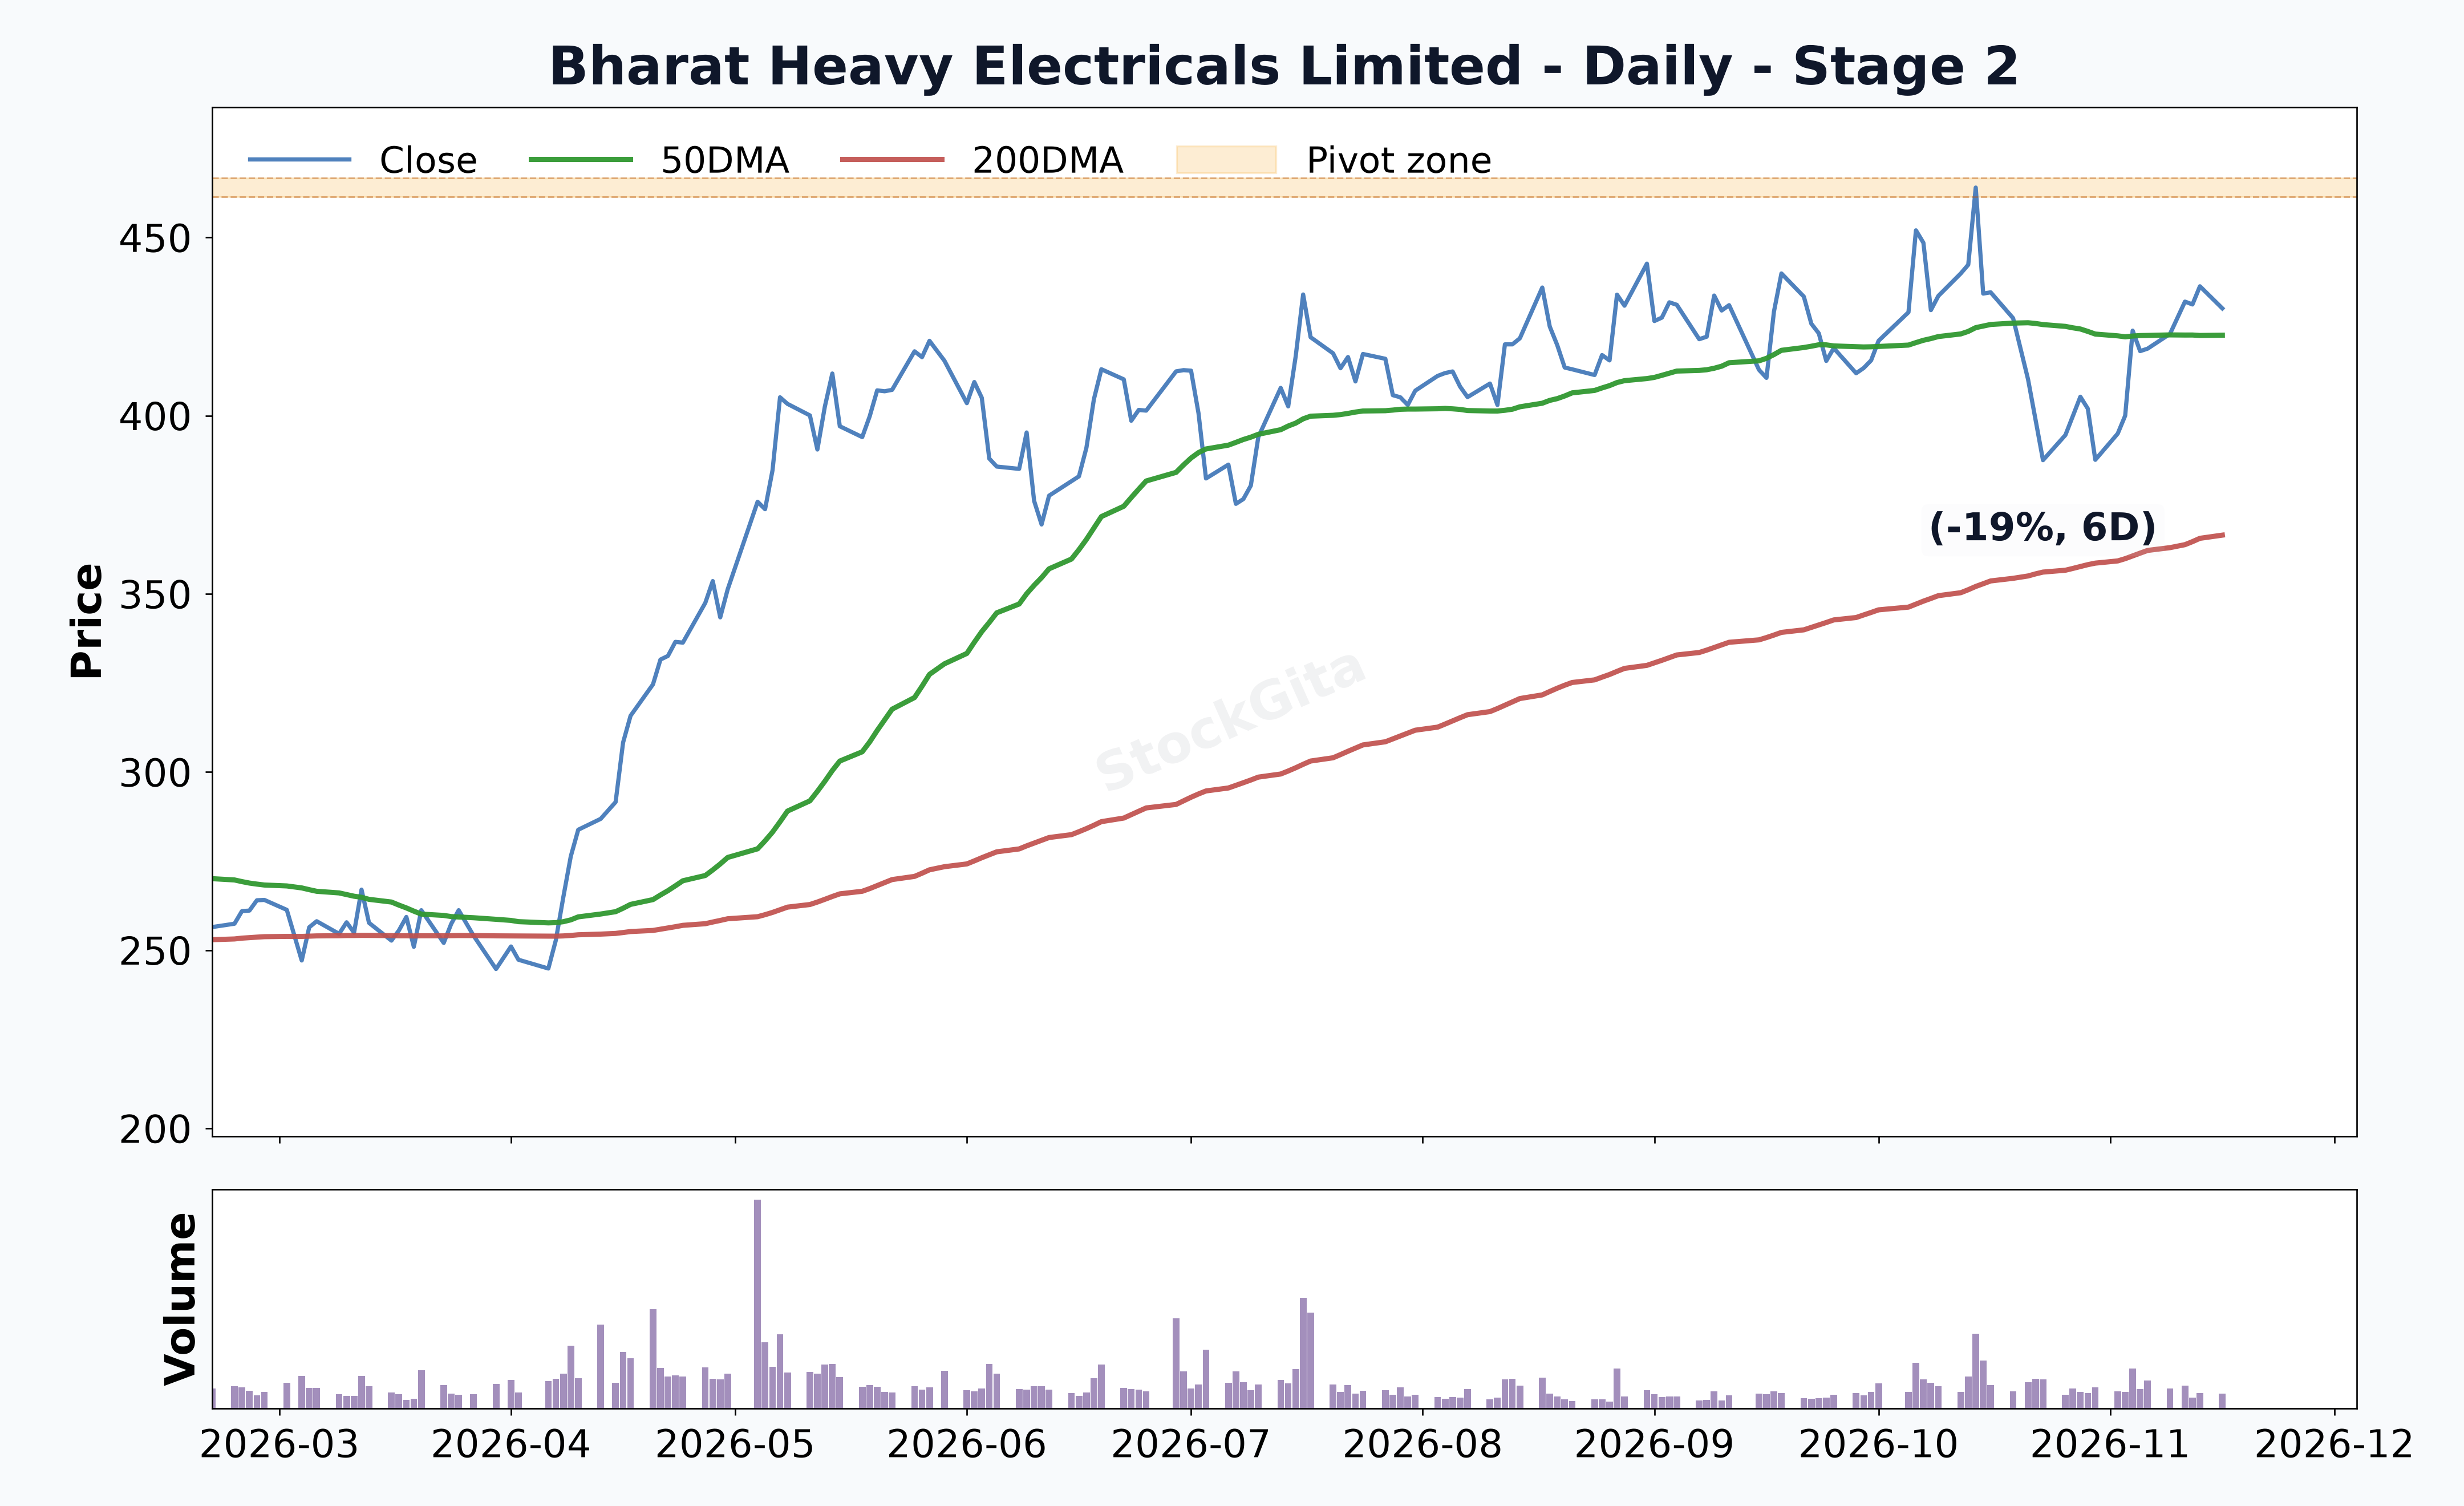 Bharat Heavy Electricals Limited - Daily - Stage 2
Close 50DMA 200DMA Pivot zone
450
400
350
300
250
200
Price
(-19%, 6D)
StockGita
Volume
2026-03 2026-04 2026-05 2026-06 2026-07 2026-08 2026-09 2026-10 2026-11 2026-12